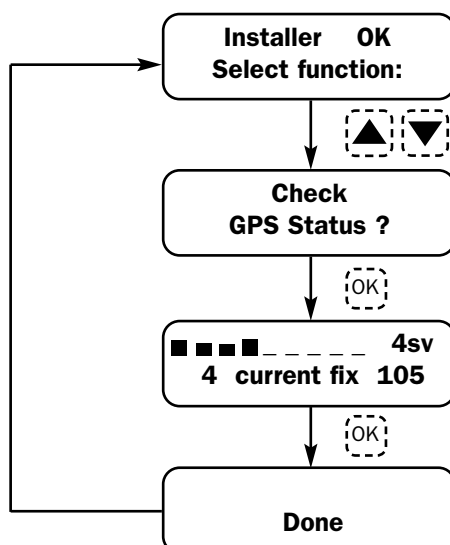 Installer OK
Select function:
Check
GPS Status ?
OK
■ ■ ■ ■ _ _ _ _ _ 4sv
4 current fix 105
OK
Done